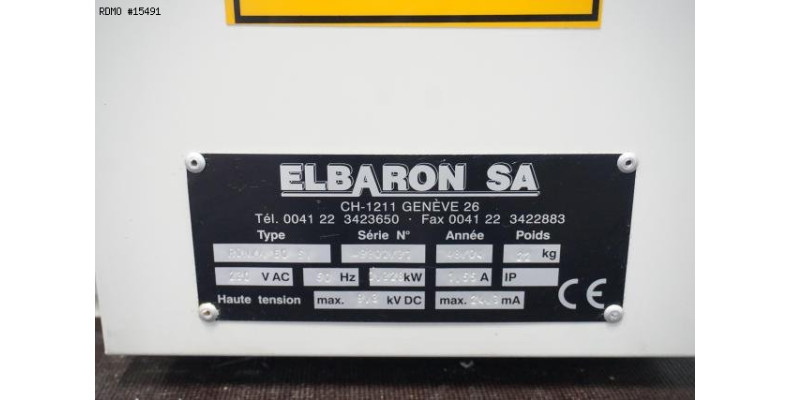 RDMO #15491
ELBARON SA
CH-1211 GENÈVE 26
Tél. 0041 22 3423650 · Fax 0041 22 3422883
Type Série N° Année Poids
kg
V AC Hz kW A IP
Haute tension max. kV DC max. mA
CE